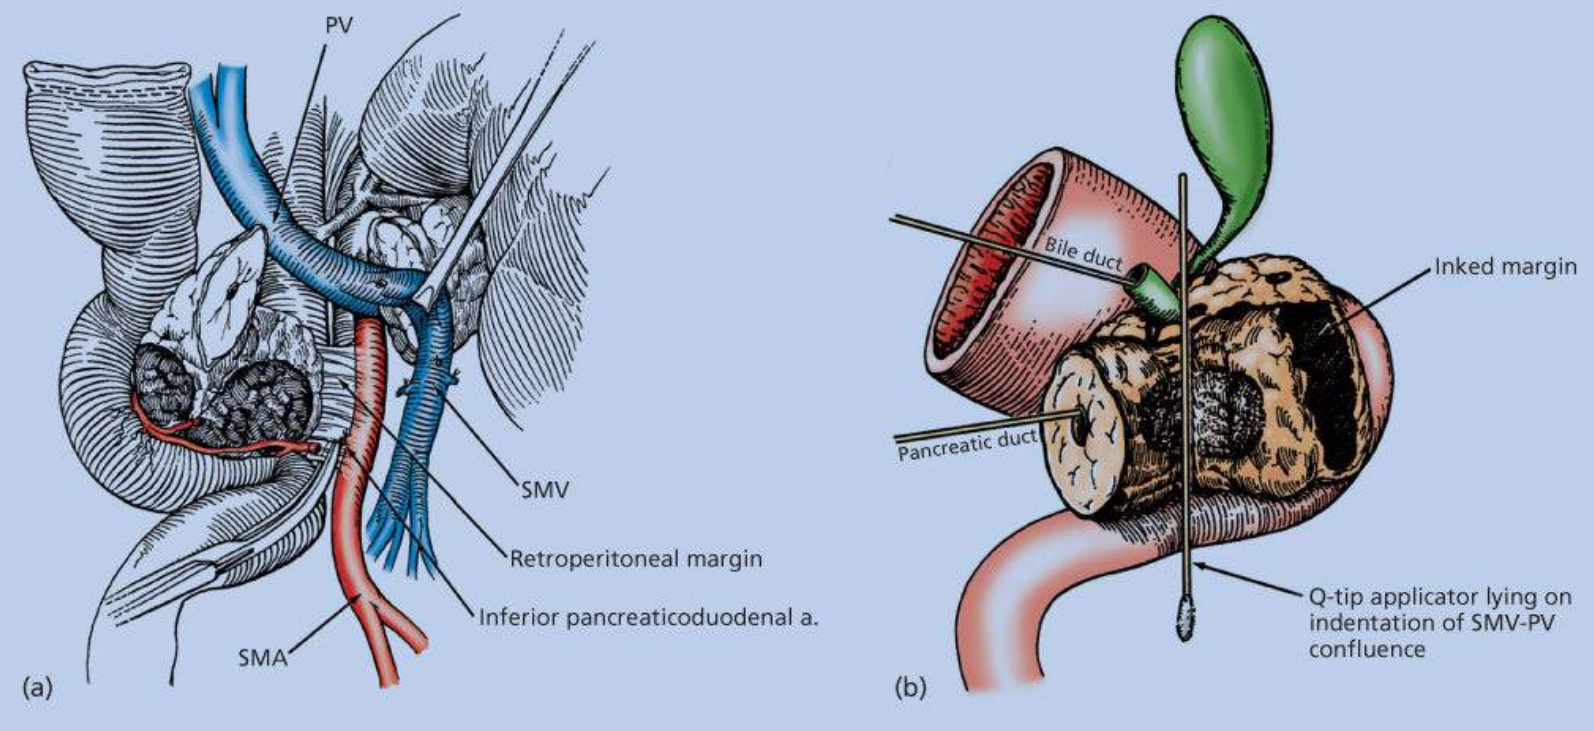 PV
SMV
Retroperitoneal margin
Inferior pancreaticoduodenal a.
SMA
(a)
Bile duct
Inked margin
Pancreatic duct
Q-tip applicator lying on
indentation of SMV-PV
confluence
(b)